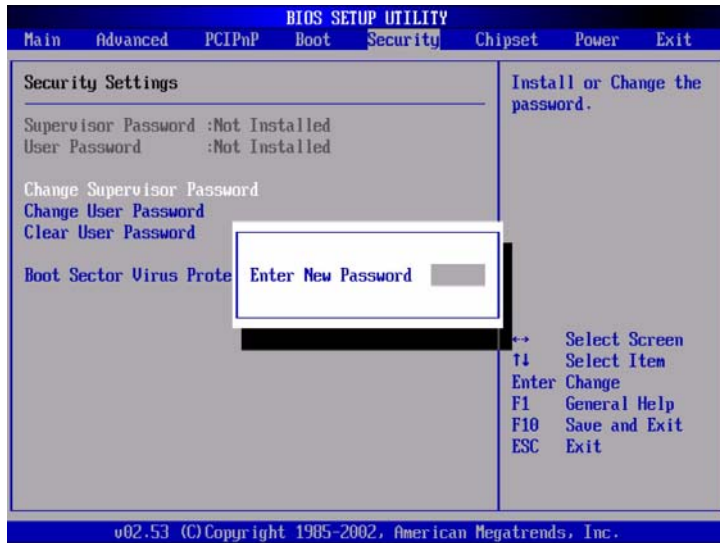 BIOS SETUP UTILITY
Main Advanced PCIPnP Boot Security Chipset Power Exit
Security Settings
Supervisor Password :Not Installed
User Password :Not Installed
Change Supervisor Password
Change User Password
Clear User Password
Boot Sector Virus Prote
Enter New Password
Install or Change the
password.
↔ Select Screen
↑↓ Select Item
Enter Change
F1 General Help
F10 Save and Exit
ESC Exit
v02.53 (C)Copyright 1985-2002, American Megatrends, Inc.